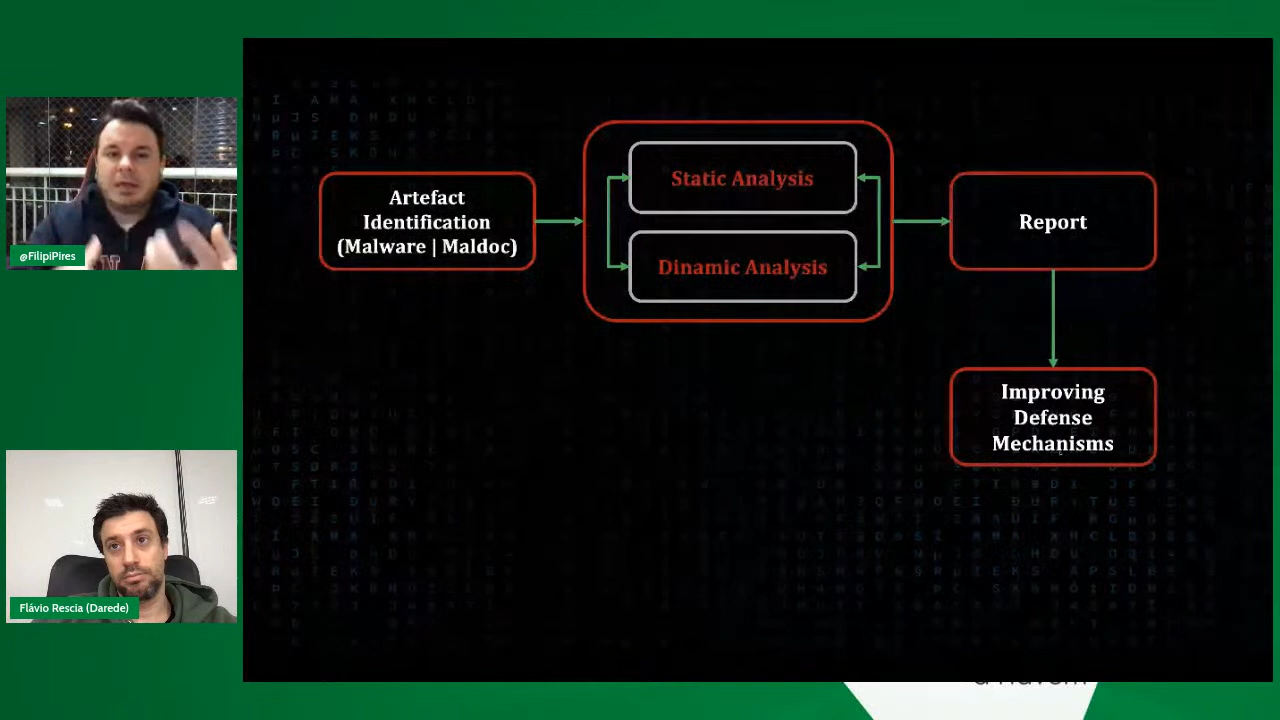 @FilipiPires
Flávio Rescia (Darede)
Artefact
Identification
(Malware | Maldoc)
Static Analysis
Dinamic Analysis
Report
Improving
Defense
Mechanisms